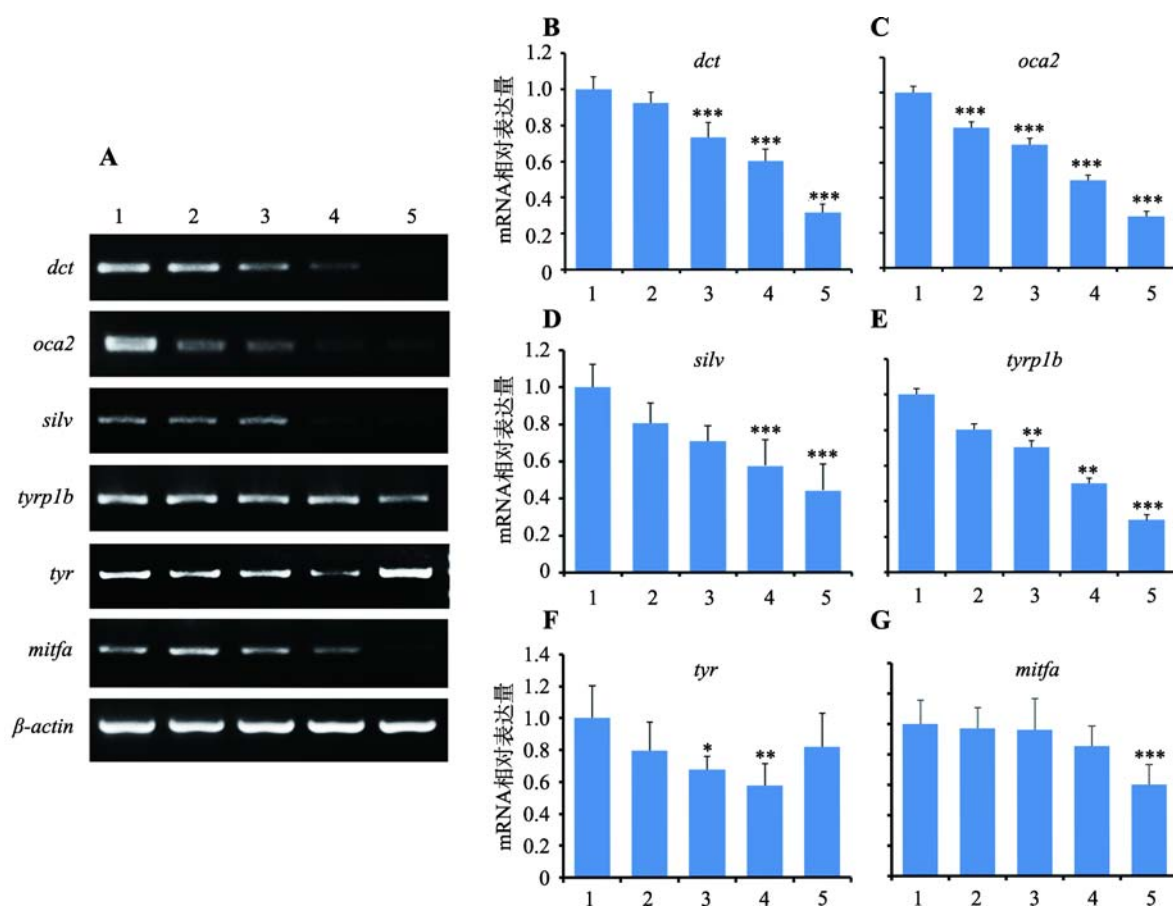 A
1 2 3 4 5
dct
oca2
silv
tyrp1b
tyr
mitfa
β-actin
B
dct
mRNA相对表达量
1.2
1.0
0.8
0.6
0.4
0.2
0
***
***
***
1 2 3 4 5
C
oca2
***
***
***
***
1 2 3 4 5
D
silv
mRNA相对表达量
1.2
1.0
0.8
0.6
0.4
0.2
0
***
***
1 2 3 4 5
E
tyrp1b
**
**
***
1 2 3 4 5
F
tyr
mRNA相对表达量
1.4
1.2
1.0
0.8
0.6
0.4
0.2
0
*
**
1 2 3 4 5
G
mitfa
***
1 2 3 4 5